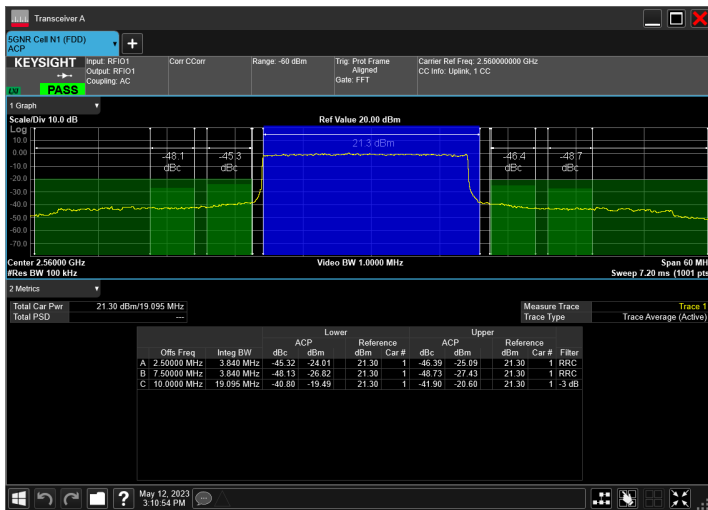 Transceiver A
5GNR Cell N1 (FDD)
ACP
KEYSIGHT
PASS
Input: RFIO1
Output: RFIO1
Coupling: AC
Corr CCorr
Range: -60 dBm
Trig: Prot Frame
Aligned
Gate: FFT
Carrier Ref Freq: 2.560000000 GHz
CC Info: Uplink, 1 CC
1 Graph
Scale/Div 10.0 dB
Ref Value 20.00 dBm
Log
10.0
0.00
-10.0
-20.0
-30.0
-40.0
-50.0
-60.0
-70.0
-48.1
dBc
-45.3
dBc
21.3 dBm
-46.4
dBc
-48.7
dBc
Center 2.56000 GHz
#Res BW 100 kHz
Video BW 1.0000 MHz
Span 60 MH
Sweep 7.20 ms (1001 pts
2 Metrics
Total Car Pwr 21.30 dBm/19.095 MHz
Total PSD ---
Measure Trace Trace 1
Trace Type Trace Average (Active)
Lower Upper
ACP Reference ACP Reference
Offs Freq Integ BW dBc dBm dBm Car # dBc dBm dBm Car # Filter
A 2.50000 MHz 3.840 MHz -45.32 -24.01 21.30 1 -46.39 -25.09 21.30 1 RRC
B 7.50000 MHz 3.840 MHz -48.13 -26.82 21.30 1 -48.73 -27.43 21.30 1 RRC
C 10.0000 MHz 19.095 MHz -40.80 -19.49 21.30 1 -41.90 -20.60 21.30 1 -3 dB
May 12, 2023
3:10:54 PM